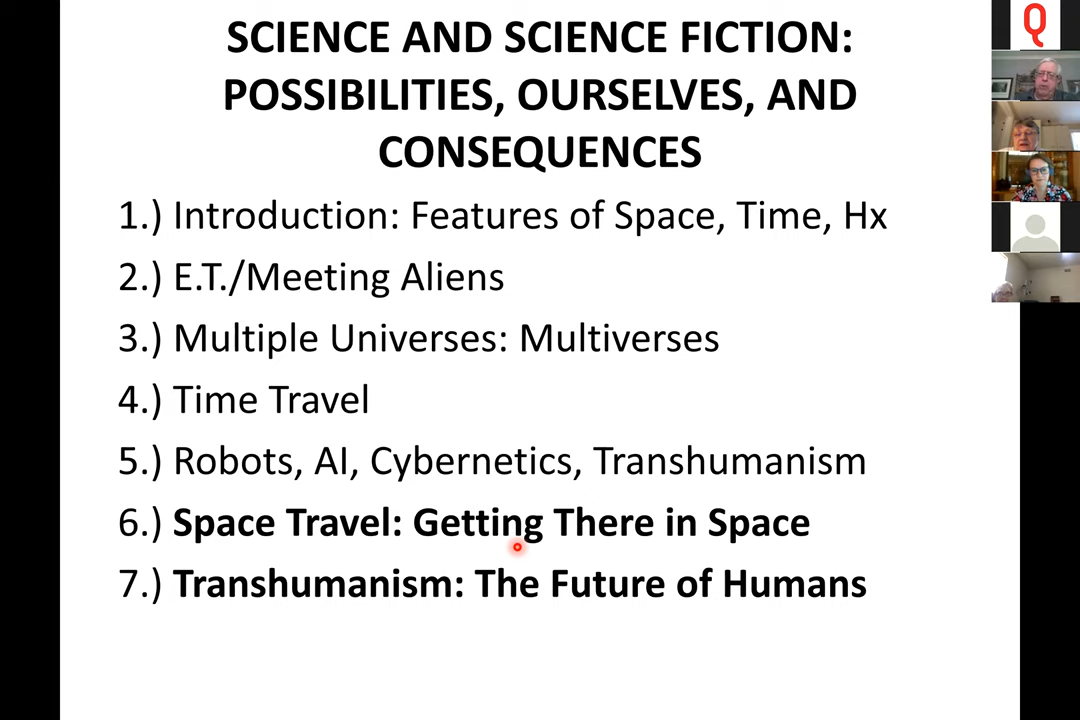 SCIENCE AND SCIENCE FICTION:
POSSIBILITIES, OURSELVES, AND
CONSEQUENCES
1.) Introduction: Features of Space, Time, Hx
2.) E.T./Meeting Aliens
3.) Multiple Universes: Multiverses
4.) Time Travel
5.) Robots, AI, Cybernetics, Transhumanism
6.) Space Travel: Getting There in Space
7.) Transhumanism: The Future of Humans
Q